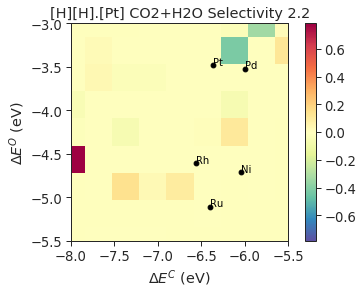 [H][H].[Pt] CO2+H2O Selectivity 2.2
−3.0
−3.5
−4.0
−4.5
−5.0
−5.5
ΔE^O (eV)
Pt
Pd
Rh
Ni
Ru
−8.0 −7.5 −7.0 −6.5 −6.0 −5.5
ΔE^C (eV)
0.6
0.4
0.2
0.0
−0.2
−0.4
−0.6